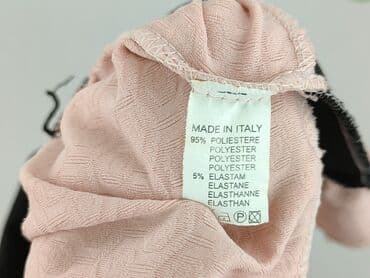 MADE IN ITALY
95% POLIESTERE
POLYESTER
POLYESTER
POLYESTER
5% ELASTAM
ELASTANE
ELASTHANNE
ELASTHAN